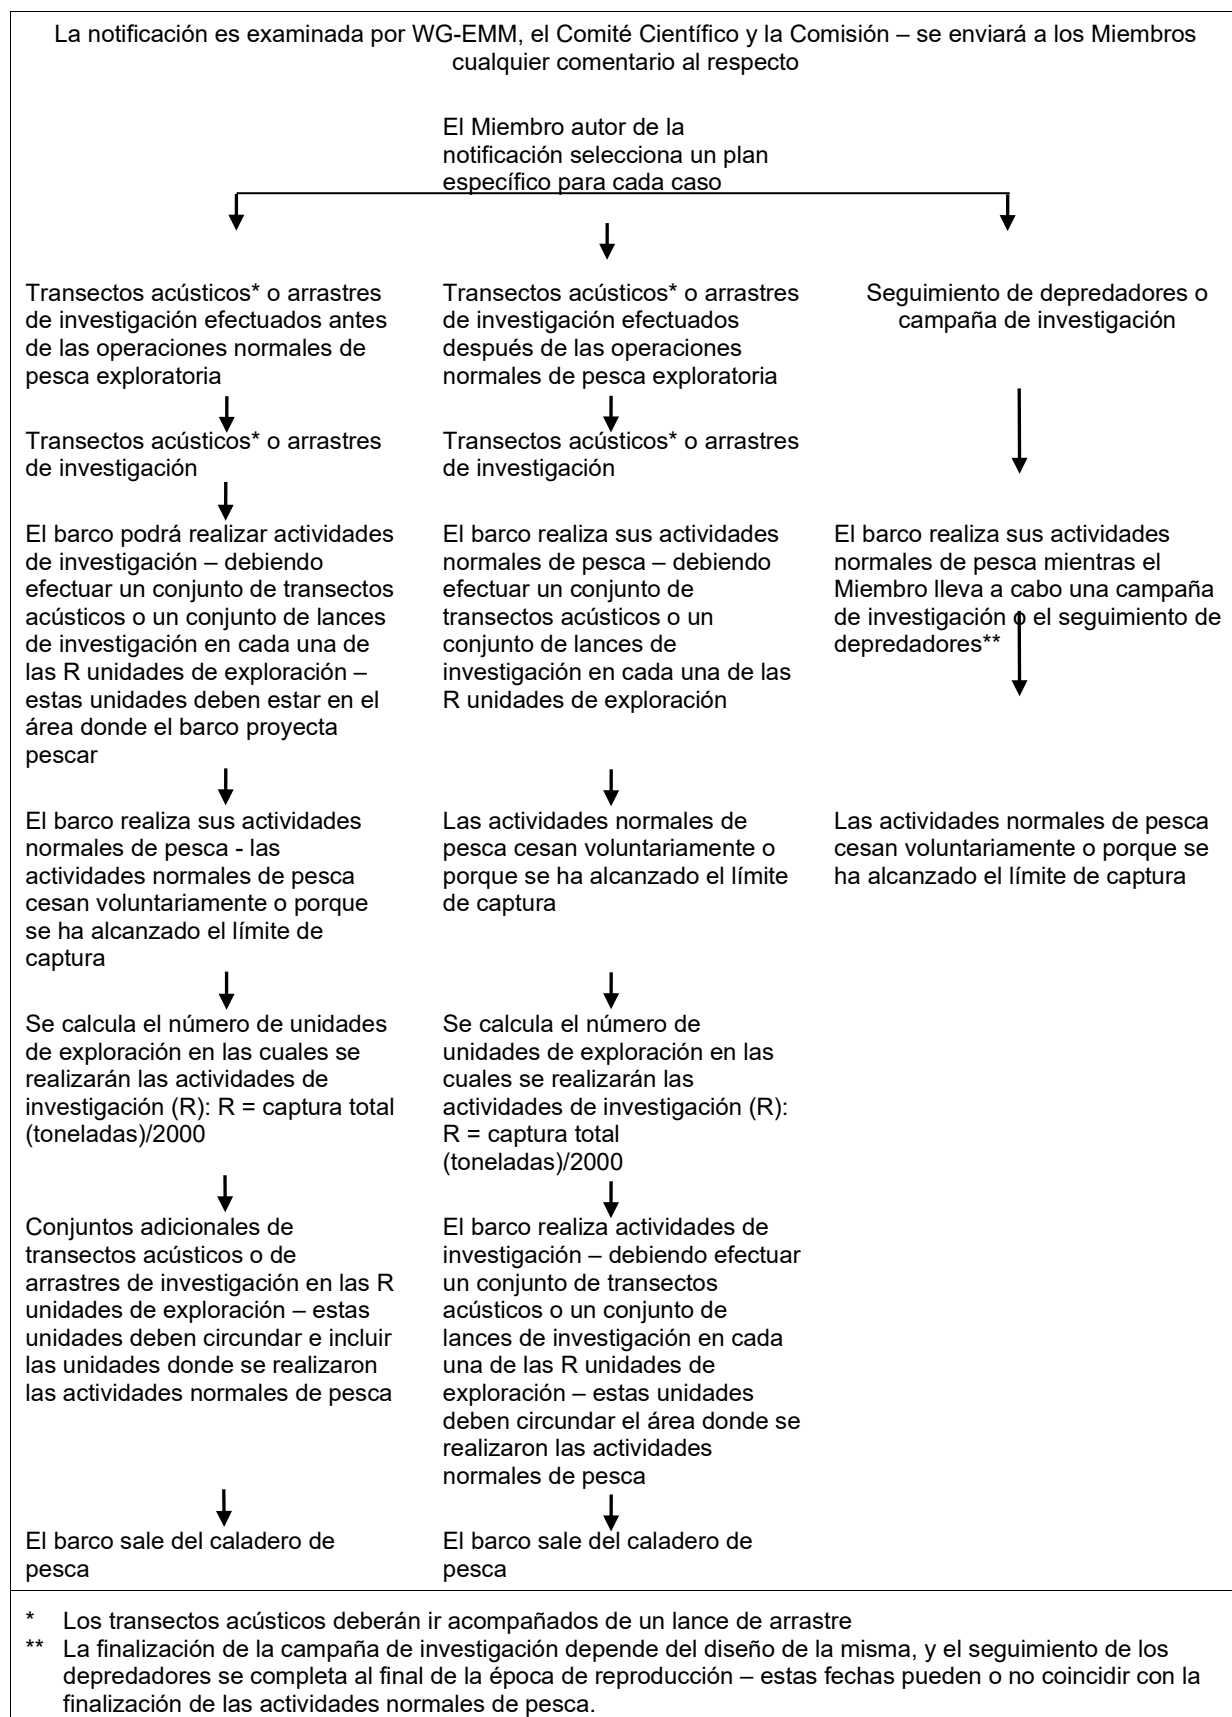 La notificación es examinada por WG-EMM, el Comité Científico y la Comisión – se enviará a los Miembros
cualquier comentario al respecto
El Miembro autor de la
notificación selecciona un plan
específico para cada caso
Transectos acústicos* o arrastres
de investigación efectuados antes
de las operaciones normales de
pesca exploratoria
Transectos acústicos* o arrastres
de investigación
El barco podrá realizar actividades
de investigación – debiendo
efectuar un conjunto de transectos
acústicos o un conjunto de lances
de investigación en cada una de
las R unidades de exploración –
estas unidades deben estar en el
área donde el barco proyecta
pescar
El barco realiza sus actividades
normales de pesca - las
actividades normales de pesca
cesan voluntariamente o porque
se ha alcanzado el límite de
captura
Se calcula el número de unidades
de exploración en las cuales se
realizarán las actividades de
investigación (R): R = captura total
(toneladas)/2000
Conjuntos adicionales de
transectos acústicos o de
arrastres de investigación en las R
unidades de exploración – estas
unidades deben circundar e incluir
las unidades donde se realizaron
las actividades normales de pesca
El barco sale del caladero de
pesca
Transectos acústicos* o arrastres
de investigación efectuados
después de las operaciones
normales de pesca exploratoria
Transectos acústicos* o arrastres
de investigación
El barco realiza sus actividades
normales de pesca – debiendo
efectuar un conjunto de
transectos acústicos o un
conjunto de lances de
investigación en cada una de las
R unidades de exploración
Las actividades normales de
pesca cesan voluntariamente o
porque se ha alcanzado el límite
de captura
Se calcula el número de
unidades de exploración en las
cuales se realizarán las
actividades de investigación (R):
R = captura total
(toneladas)/2000
El barco realiza actividades de
investigación – debiendo efectuar
un conjunto de transectos
acústicos o un conjunto de
lances de investigación en cada
una de las R unidades de
exploración – estas unidades
deben circundar el área donde se
realizaron las actividades
normales de pesca
El barco sale del caladero de
pesca
Seguimiento de depredadores o
campaña de investigación
El barco realiza sus actividades
normales de pesca mientras el
Miembro lleva a cabo una campaña
de investigación o el seguimiento de
depredadores**
Las actividades normales de pesca
cesan voluntariamente o porque se
ha alcanzado el límite de captura
* Los transectos acústicos deberán ir acompañados de un lance de arrastre
** La finalización de la campaña de investigación depende del diseño de la misma, y el seguimiento de los
depredadores se completa al final de la época de reproducción – estas fechas pueden o no coincidir con la
finalización de las actividades normales de pesca.